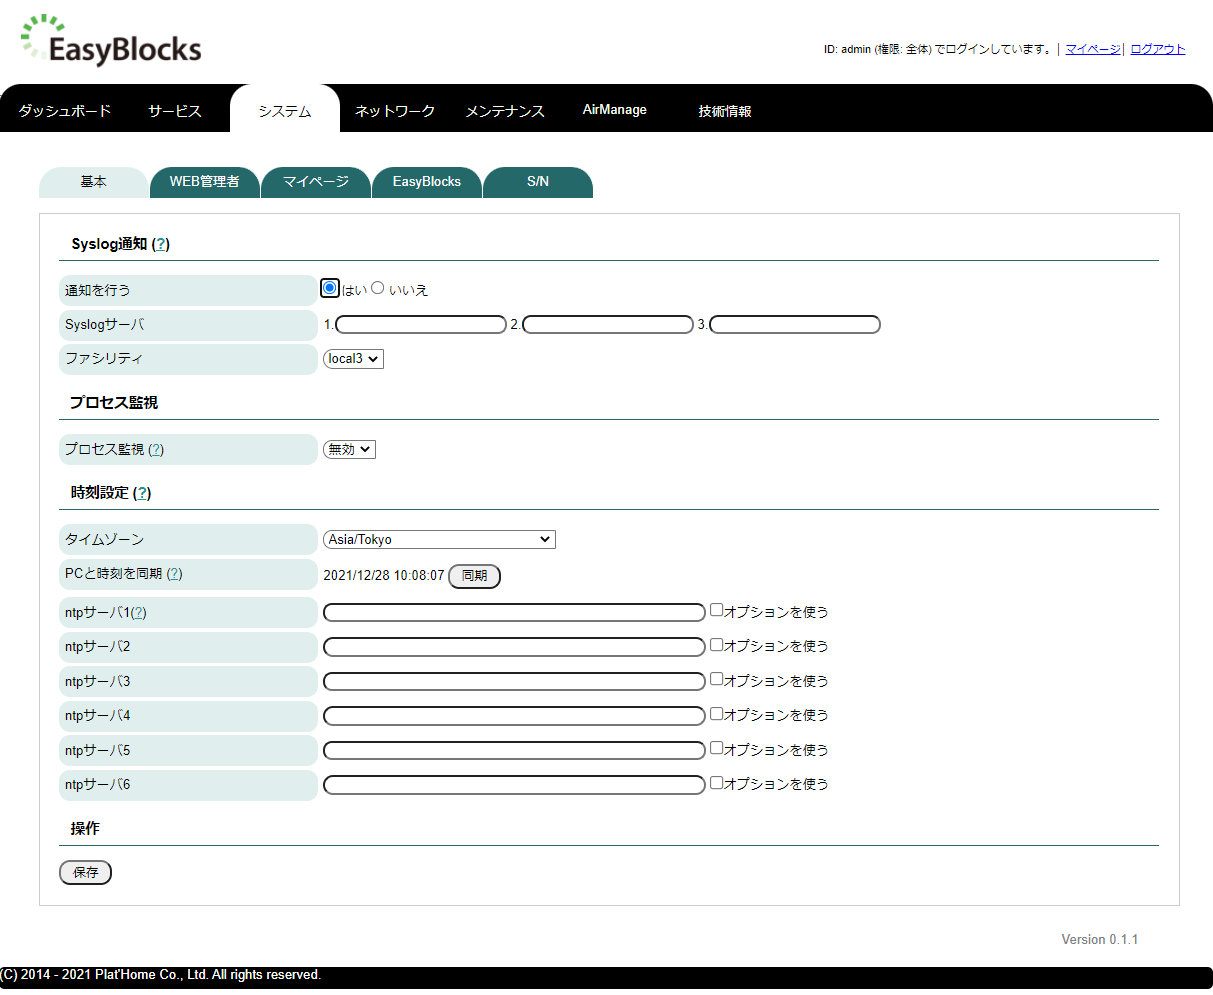 EasyBlocks
ID: admin (権限: 全体) でログインしています。| マイページ| ログアウト
ダッシュボード サービス システム ネットワーク メンテナンス AirManage 技術情報
基本 WEB管理者 マイページ EasyBlocks S/N
Syslog通知 (?)
通知を行う はい いいえ
Syslogサーバ 1. 2. 3.
ファシリティ local3
プロセス監視
プロセス監視 (?) 無効
時刻設定 (?)
タイムゾーン Asia/Tokyo
PCと時刻を同期 (?) 2021/12/28 10:08:07 同期
ntpサーバ1(?) オプションを使う
ntpサーバ2 オプションを使う
ntpサーバ3 オプションを使う
ntpサーバ4 オプションを使う
ntpサーバ5 オプションを使う
ntpサーバ6 オプションを使う
操作
保存
Version 0.1.1
(C) 2014 - 2021 Plat'Home Co., Ltd. All rights reserved.